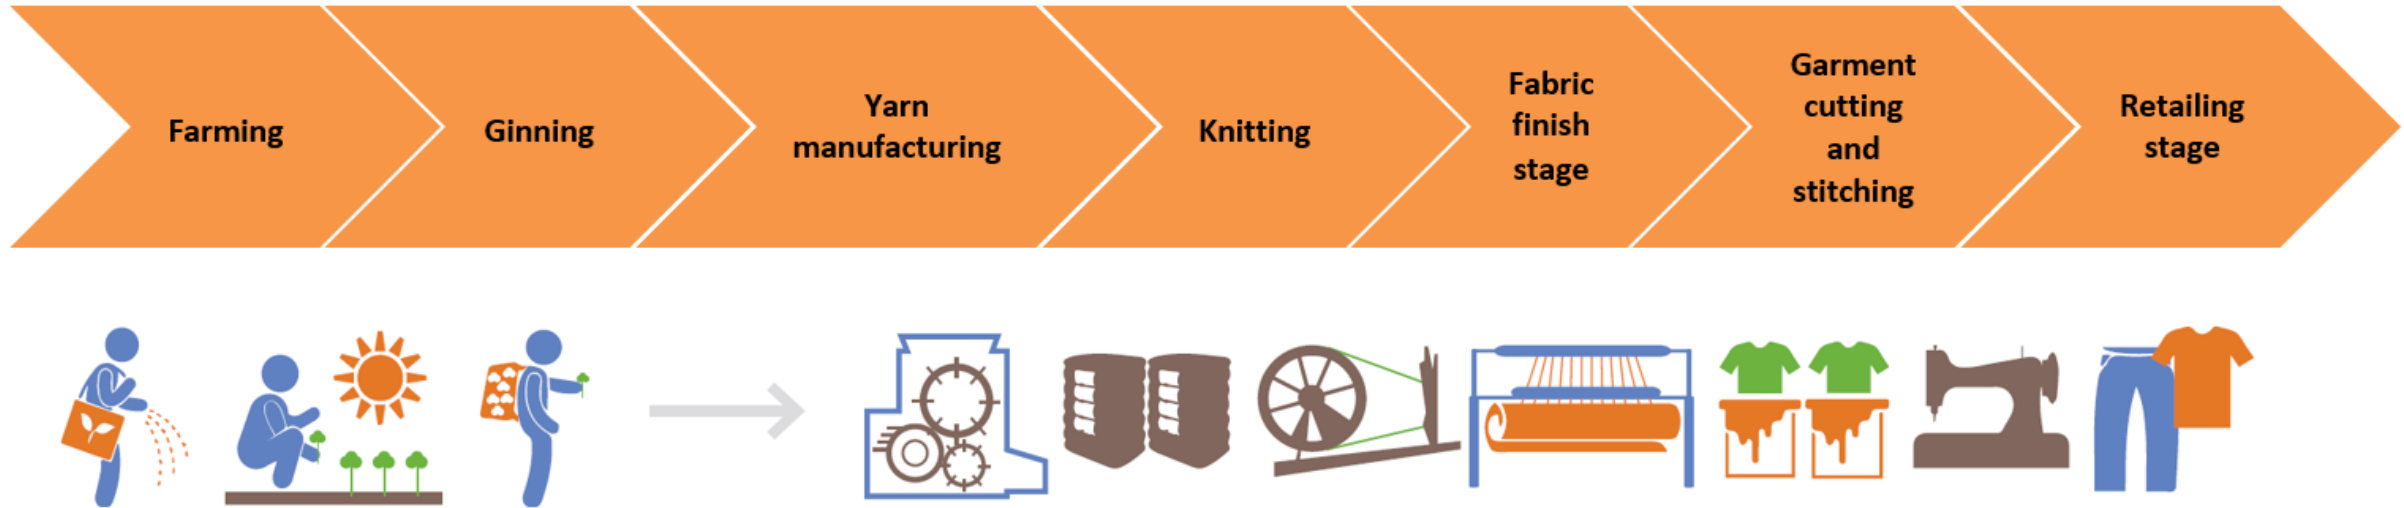 Farming
Ginning
Yarn
manufacturing
Knitting
Fabric
finish
stage
Garment
cutting
and
stitching
Retailing
stage